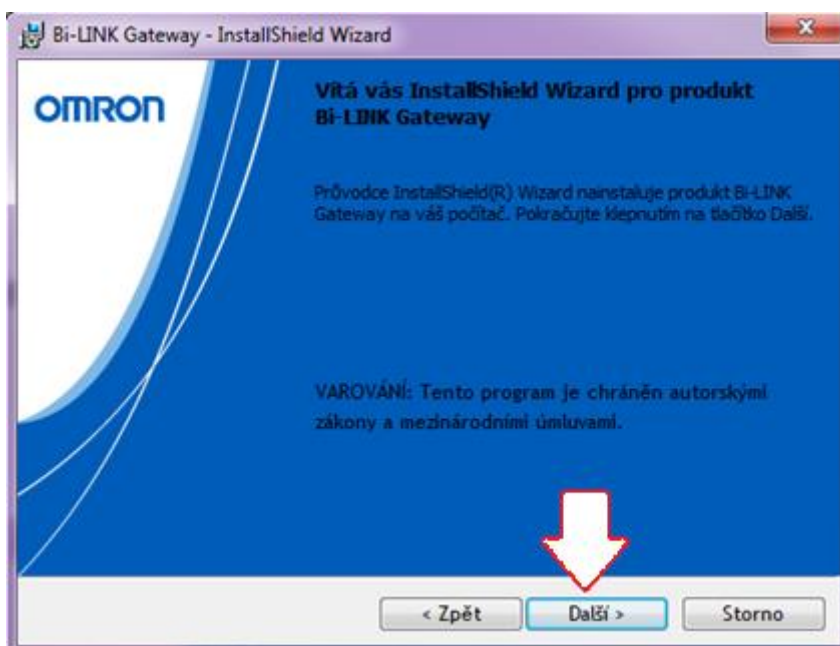 Bi-LINK Gateway - InstallShield Wizard
OMRON
Vítá vás InstallShield Wizard pro produkt
Bi-LINK Gateway
Průvodce InstallShield(R) Wizard nainstaluje produkt Bi-LINK
Gateway na váš počítač. Pokračujte klepnutím na tlačítko Další.
VAROVÁNÍ: Tento program je chráněn autorskými
zákony a mezinárodními úmluvami.
< Zpět
Další >
Storno